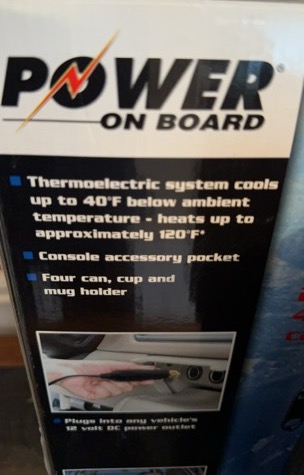 POWER®
ON BOARD
Thermoelectric system cools
up to 40°F below ambient
temperature - heats up to
approximately 120°F*
Console accessory pocket
Four can, cup and
mug holder
Plugs into any vehicle's
12 volt DC power outlet